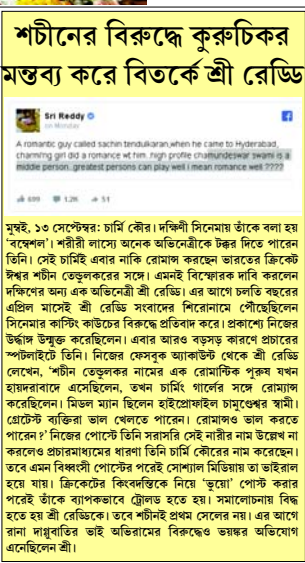 শচীনের বিরুদ্ধে কুরুচিকর
মন্তব্য করে বিতর্কে শ্রী রেড্ডি
Sri Reddy
on Monday
A romantic guy called sachin tendulkaran,when he came to Hyderabad,
charming girl did a romance wt him..high profile chamundeswar swami is a
middle person..greatest persons can play well i mean romance well ????
699 1.2K 51
মুম্বই, ১৩ সেপ্টেম্বর: চার্মি কৌর। দক্ষিণী সিনেমায় তাঁকে বলা হয়
‘বম্বেশল’। শরীরী লাস্যে অনেক অভিনেত্রীকে টক্কর দিতে পারেন
তিনি। সেই চার্মিই এবার নাকি রোমান্স করছেন ভারতের ক্রিকেট
ঈশ্বর শচীন তেন্ডুলকরের সঙ্গে। এমনই বিস্ফোরক দাবি করলেন
দক্ষিণের অন্য এক অভিনেত্রী শ্রী রেড্ডি। এর আগে চলতি বছরের
এপ্রিল মাসেই শ্রী রেড্ডি সংবাদের শিরোনামে পৌঁছেছিলেন
সিনেমার কাস্টিং কাউচের বিরুদ্ধে প্রতিবাদ করে। প্রকাশ্যে নিজের
উর্দ্ধাঙ্গ উন্মুক্ত করেছিলেন। এবার আরও বড়সড় কারণে প্রচারের
স্পটলাইটে তিনি। নিজের ফেসবুক অ্যাকাউন্ট থেকে শ্রী রেড্ডি
লেখেন, ‘শচীন তেন্ডুলকর নামের এক রোমান্টিক পুরুষ যখন
হায়দরাবাদে এসেছিলেন, তখন চার্মিং গার্লের সঙ্গে রোম্যান্স
করেছিলেন। মিডল ম্যান ছিলেন হাইপ্রোফাইল চামুণ্ডেশ্বর স্বামী।
গ্রেটেস্ট ব্যক্তিরা ভাল খেলতে পারেন। রোমান্সও ভাল করতে
পারেন?’ নিজের পোস্টে তিনি সরাসরি সেই নারীর নাম উল্লেখ না
করলেও প্রচারমাধ্যমের ধারণা তিনি চার্মি কৌরের নাম করেছেন।
তবে এমন বিধ্বংসী পোস্টের পরেই সোশ্যাল মিডিয়ায় তা ভাইরাল
হয়ে যায়। ক্রিকেটের কিংবদন্তিকে নিয়ে ‘ভুয়ো’ পোস্ট করার
পরেই তাঁকে ব্যাপকভাবে ট্রোলড হতে হয়। সমালোচনায় বিদ্ধ
হতে হয় শ্রী রেড্ডিকে। তবে শচীনই প্রথম সেলেব নয়। এর আগে
রানা দাগ্গুবাতির ভাই অভিরামের বিরুদ্ধেও ভয়ঙ্কর অভিযোগ
এনেছিলেন শ্রী।